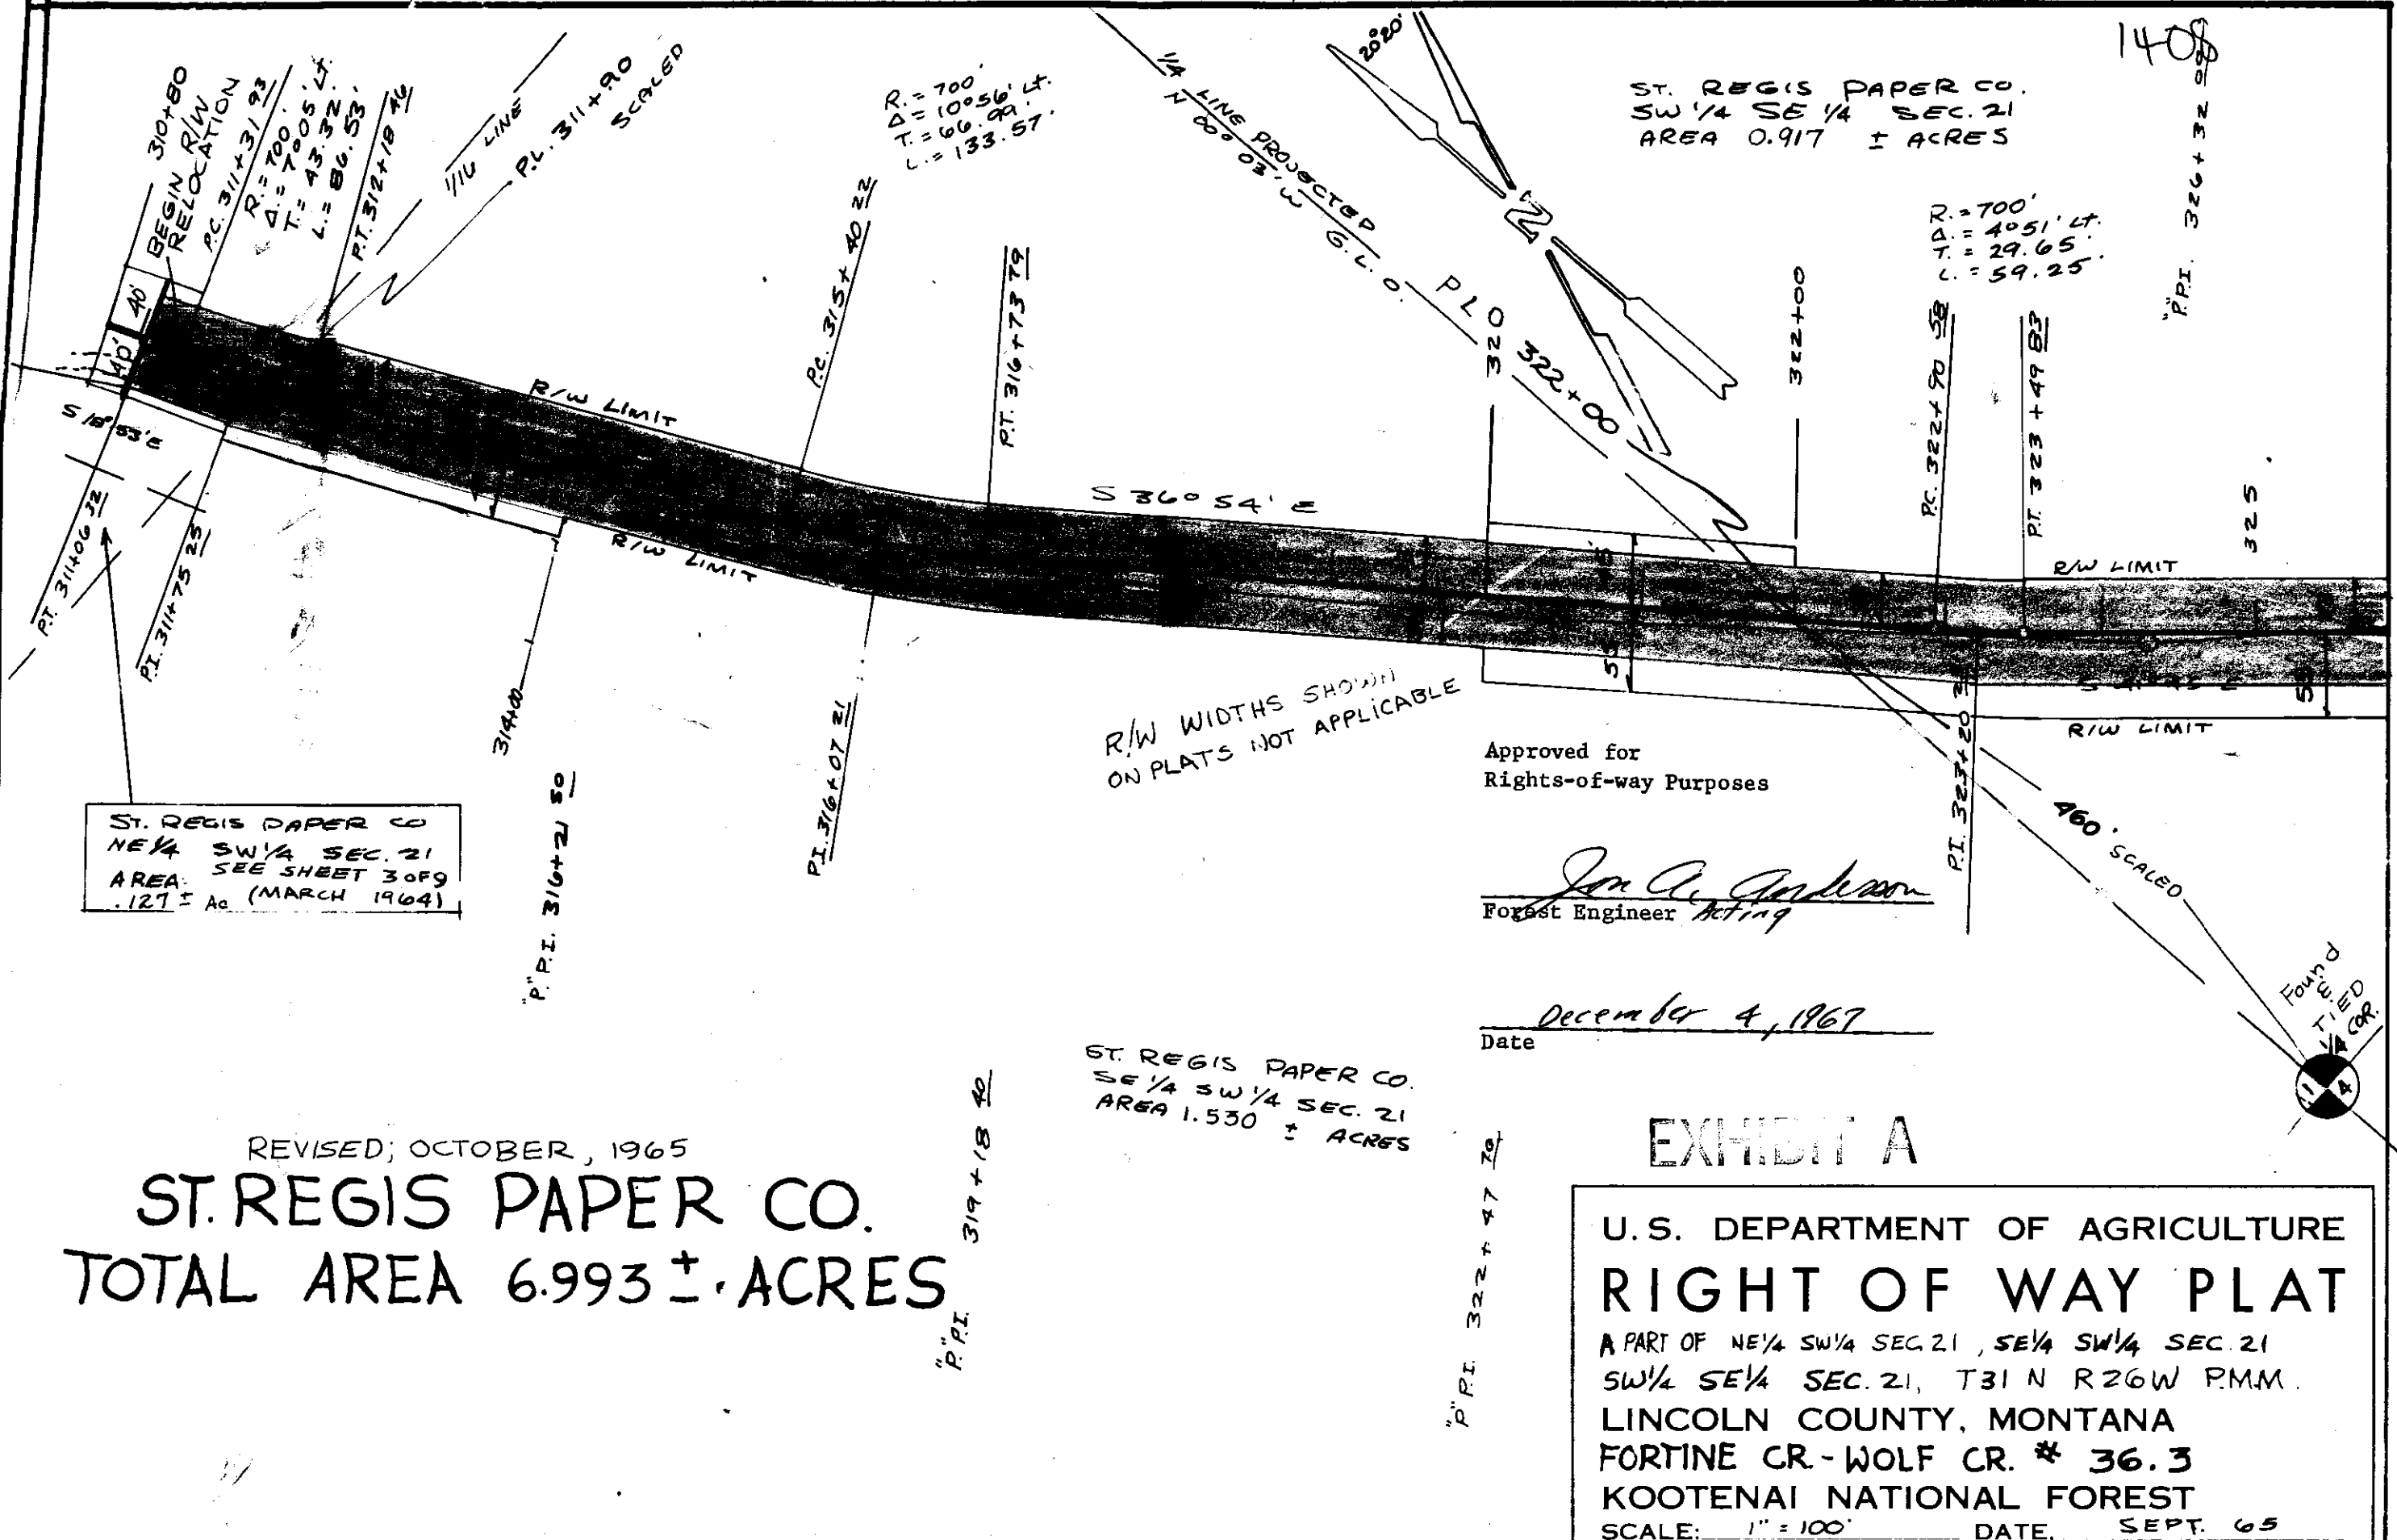 1408
310+80
BEGIN R/W
RELOCATION
P.C. 311+31 93
R. = 700'
Δ. = 7°05' Lt.
T. = 43.32'
L. = 86.53'
P.T. 312+18 46
1/16 LINE
P.L. 311+90
SCALED
R. = 700'
Δ = 10°56' Lt.
T. = 66.99'
L. = 133.57'
P.C. 315+40 22
P.T. 316+73 79
1/4 LINE PROJECTED
N 00° 03' W G.L.O.
20°20'
N
ST. REGIS PAPER CO.
SW 1/4 SE 1/4 SEC. 21
AREA 0.917 ± ACRES
R. = 700'
Δ. = 4°51' Lt.
T. = 29.65'
L. = 59.25'
"P"P.I. 326+32
PL 322+00
320
322+00
P.C. 322+90 58
P.T. 323+49 83
325
40'
40'
S 18°53' E
R/W LIMIT
R/W LIMIT
S 36° 54' E
R/W LIMIT
55'
R/W LIMIT
P.T. 311+06 32
P.I. 311+75 25
314+00
"P" P.I. 316+21 50
P.I. 316+07 21
R/W WIDTHS SHOWN
ON PLATS NOT APPLICABLE
P.I. 323+20
460' SCALED
Found
& TIED
1/4 COR.
ST. REGIS PAPER CO
NE 1/4 SW 1/4 SEC. 21
SEE SHEET 3 OF 9
AREA:
.127 ± Ac (MARCH 1964)
Approved for
Rights-of-way Purposes
Jon A. Anderson
Forest Engineer Acting
December 4, 1967
Date
ST. REGIS PAPER CO.
SE 1/4 SW 1/4 SEC. 21
AREA 1.530 ± ACRES
"P" P.I. 319+18 40
"P" P.I. 322+47 70
EXHIBIT A
REVISED; OCTOBER, 1965
ST. REGIS PAPER CO.
TOTAL AREA 6.993 ±. ACRES
U.S. DEPARTMENT OF AGRICULTURE
RIGHT OF WAY PLAT
A PART OF NE 1/4 SW 1/4 SEC 21, SE 1/4 SW 1/4 SEC. 21
SW 1/4 SE 1/4 SEC. 21, T31 N R26W P.M.M.
LINCOLN COUNTY, MONTANA
FORTINE CR - WOLF CR. # 36.3
KOOTENAI NATIONAL FOREST
SCALE: 1" = 100' DATE. SEPT. 65